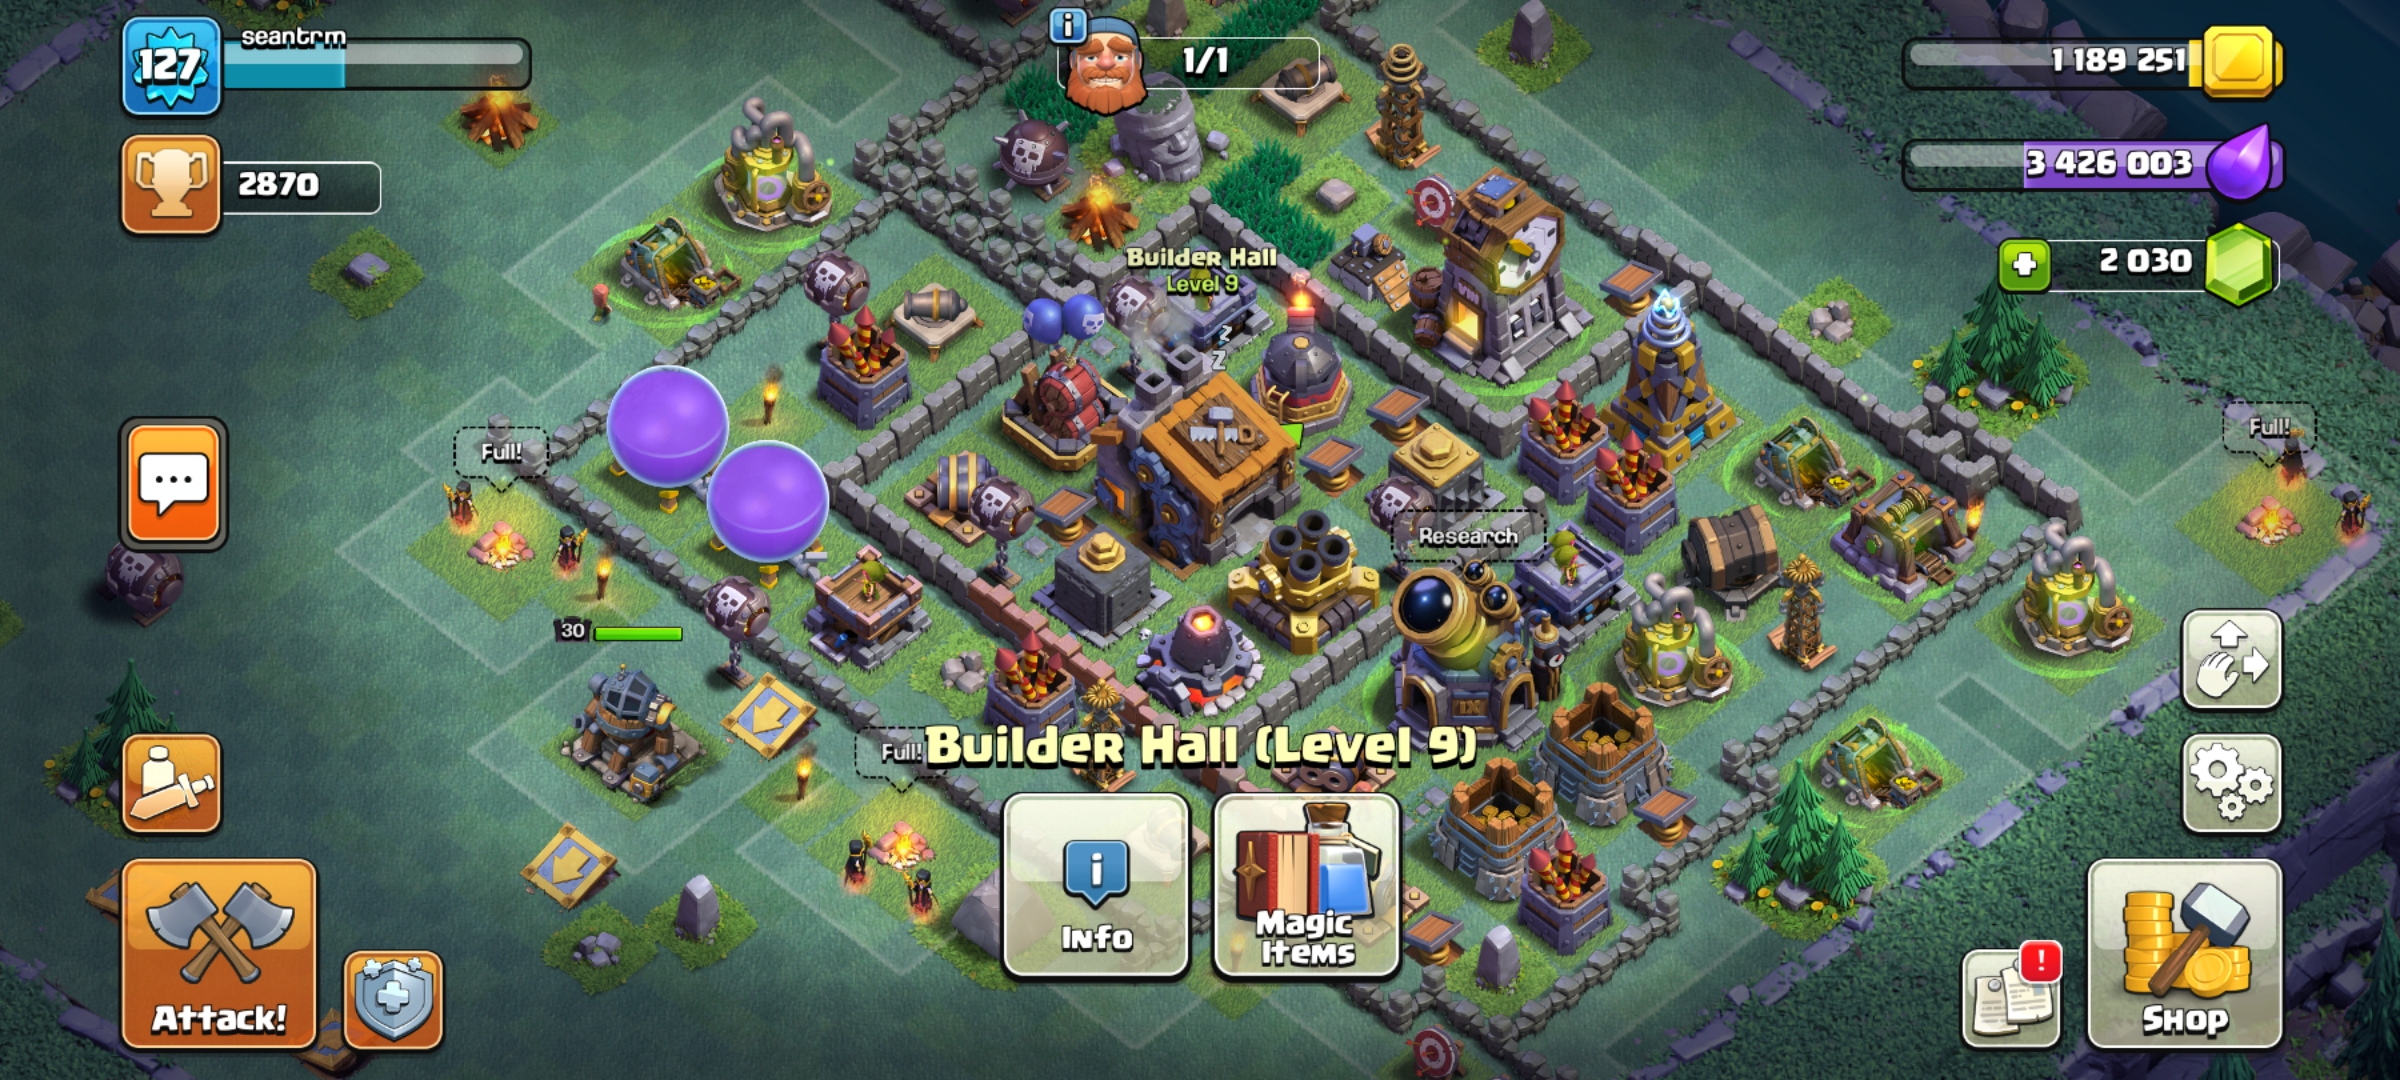 seantrm
127
1/1
1 189 251
2870
3 426 003
2 030
Builder Hall
Level 9
z
z
Full!
Full!
Research
30
Full!
Builder Hall (Level 9)
Info
Magic
Items
!
Attack!
Shop